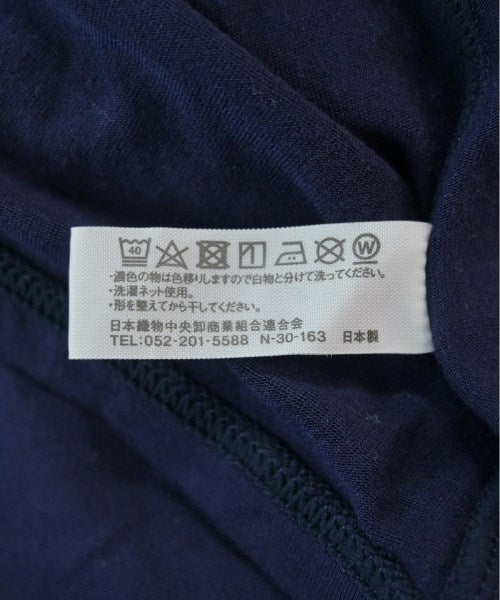 40 W
・濃色の物は色移りしますので白物と分けて洗ってください。
・洗濯ネット使用。
・形を整えてから干してください。
日本織物中央卸商業組合連合会
TEL:052-201-5588 N-30-163 日本製